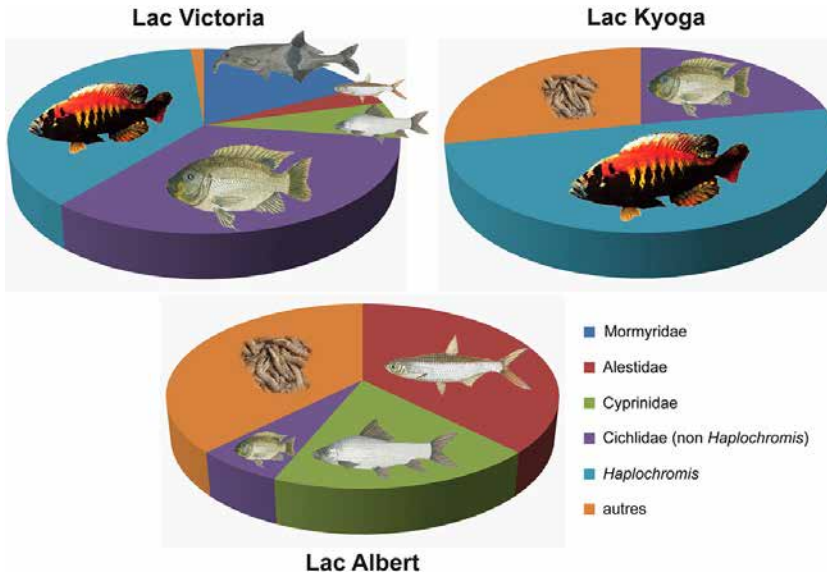 Lac Victoria
Lac Kyoga
Mormyridae
Alestidae
Cyprinidae
Cichlidae (non Haplochromis)
Haplochromis
autres
Lac Albert